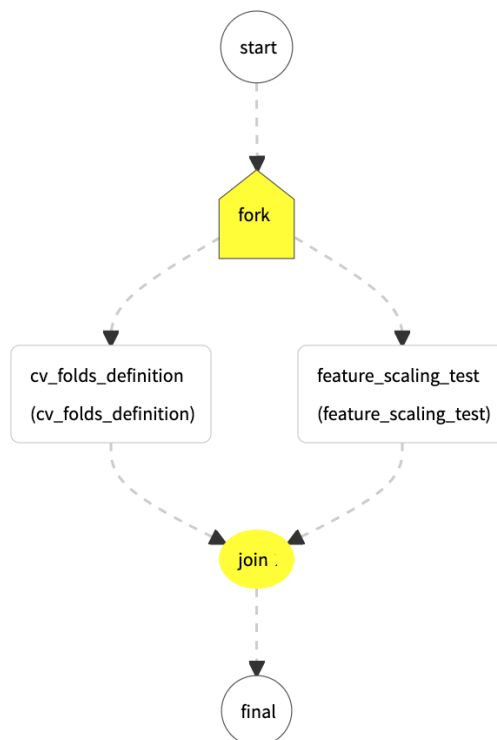 start
fork
cv_folds_definition
(cv_folds_definition)
feature_scaling_test
(feature_scaling_test)
join
final